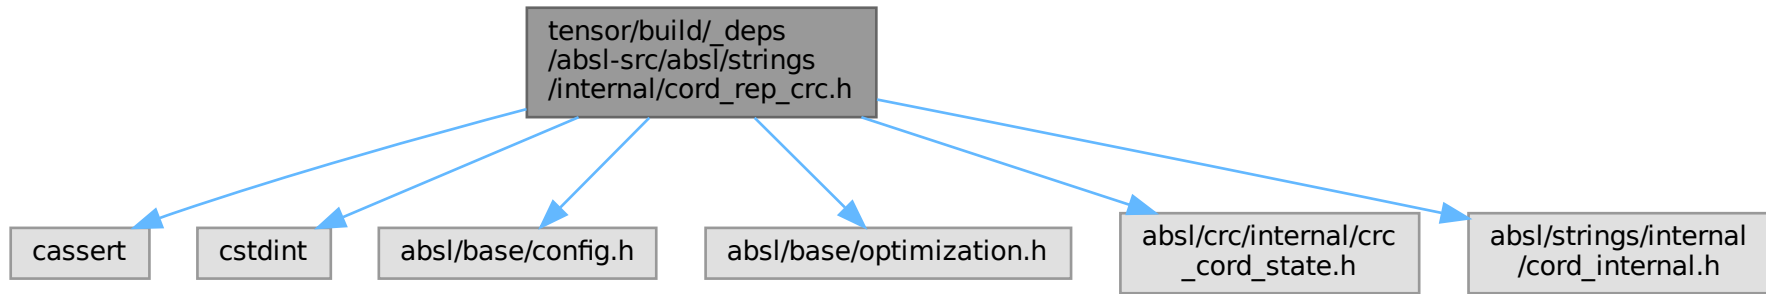 tensor/build/_deps
/absl-src/absl/strings
/internal/cord_rep_crc.h
cassert
cstdint
absl/base/config.h
absl/base/optimization.h
absl/crc/internal/crc
_cord_state.h
absl/strings/internal
/cord_internal.h